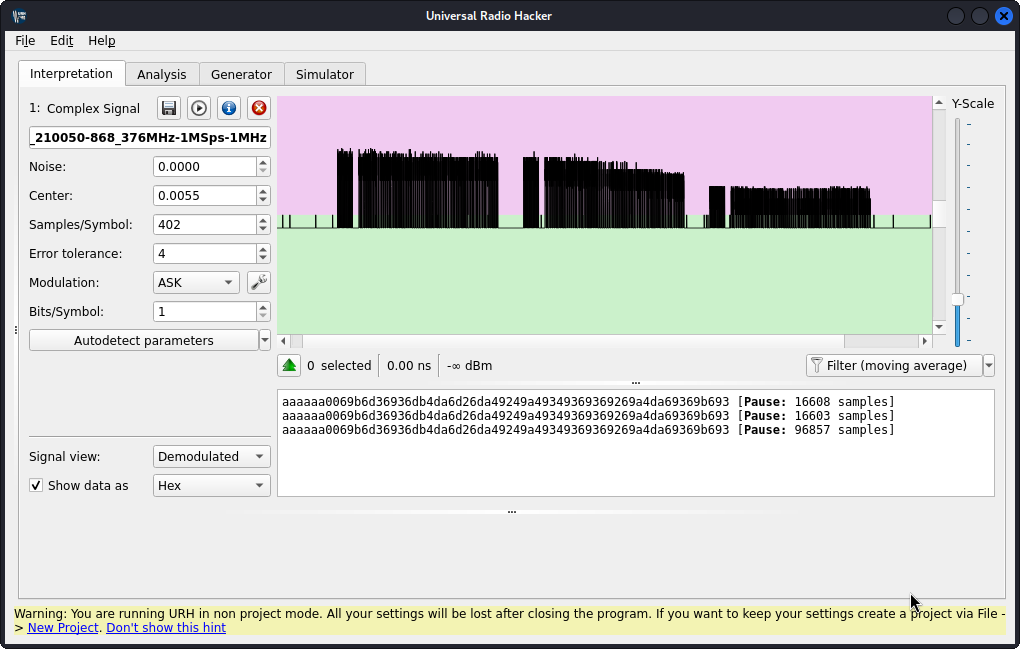 Universal Radio Hacker
File Edit Help
Interpretation Analysis Generator Simulator
1: Complex Signal
Y-Scale
_210050-868_376MHz-1MSps-1MHz
Noise: 0.0000
Center: 0.0055
Samples/Symbol: 402
Error tolerance: 4
Modulation: ASK
Bits/Symbol: 1
Autodetect parameters
0 selected 0.00 ns -∞ dBm Filter (moving average)
aaaaaa0069b6d36936db4da6d26da49249a49349369369269a4da69369b693 [Pause: 16608 samples]
aaaaaa0069b6d36936db4da6d26da49249a49349369369269a4da69369b693 [Pause: 16603 samples]
aaaaaa0069b6d36936db4da6d26da49249a49349369369269a4da69369b693 [Pause: 96857 samples]
Signal view: Demodulated
Show data as Hex
Warning: You are running URH in non project mode. All your settings will be lost after closing the program. If you want to keep your settings create a project via File -
> New Project. Don't show this hint